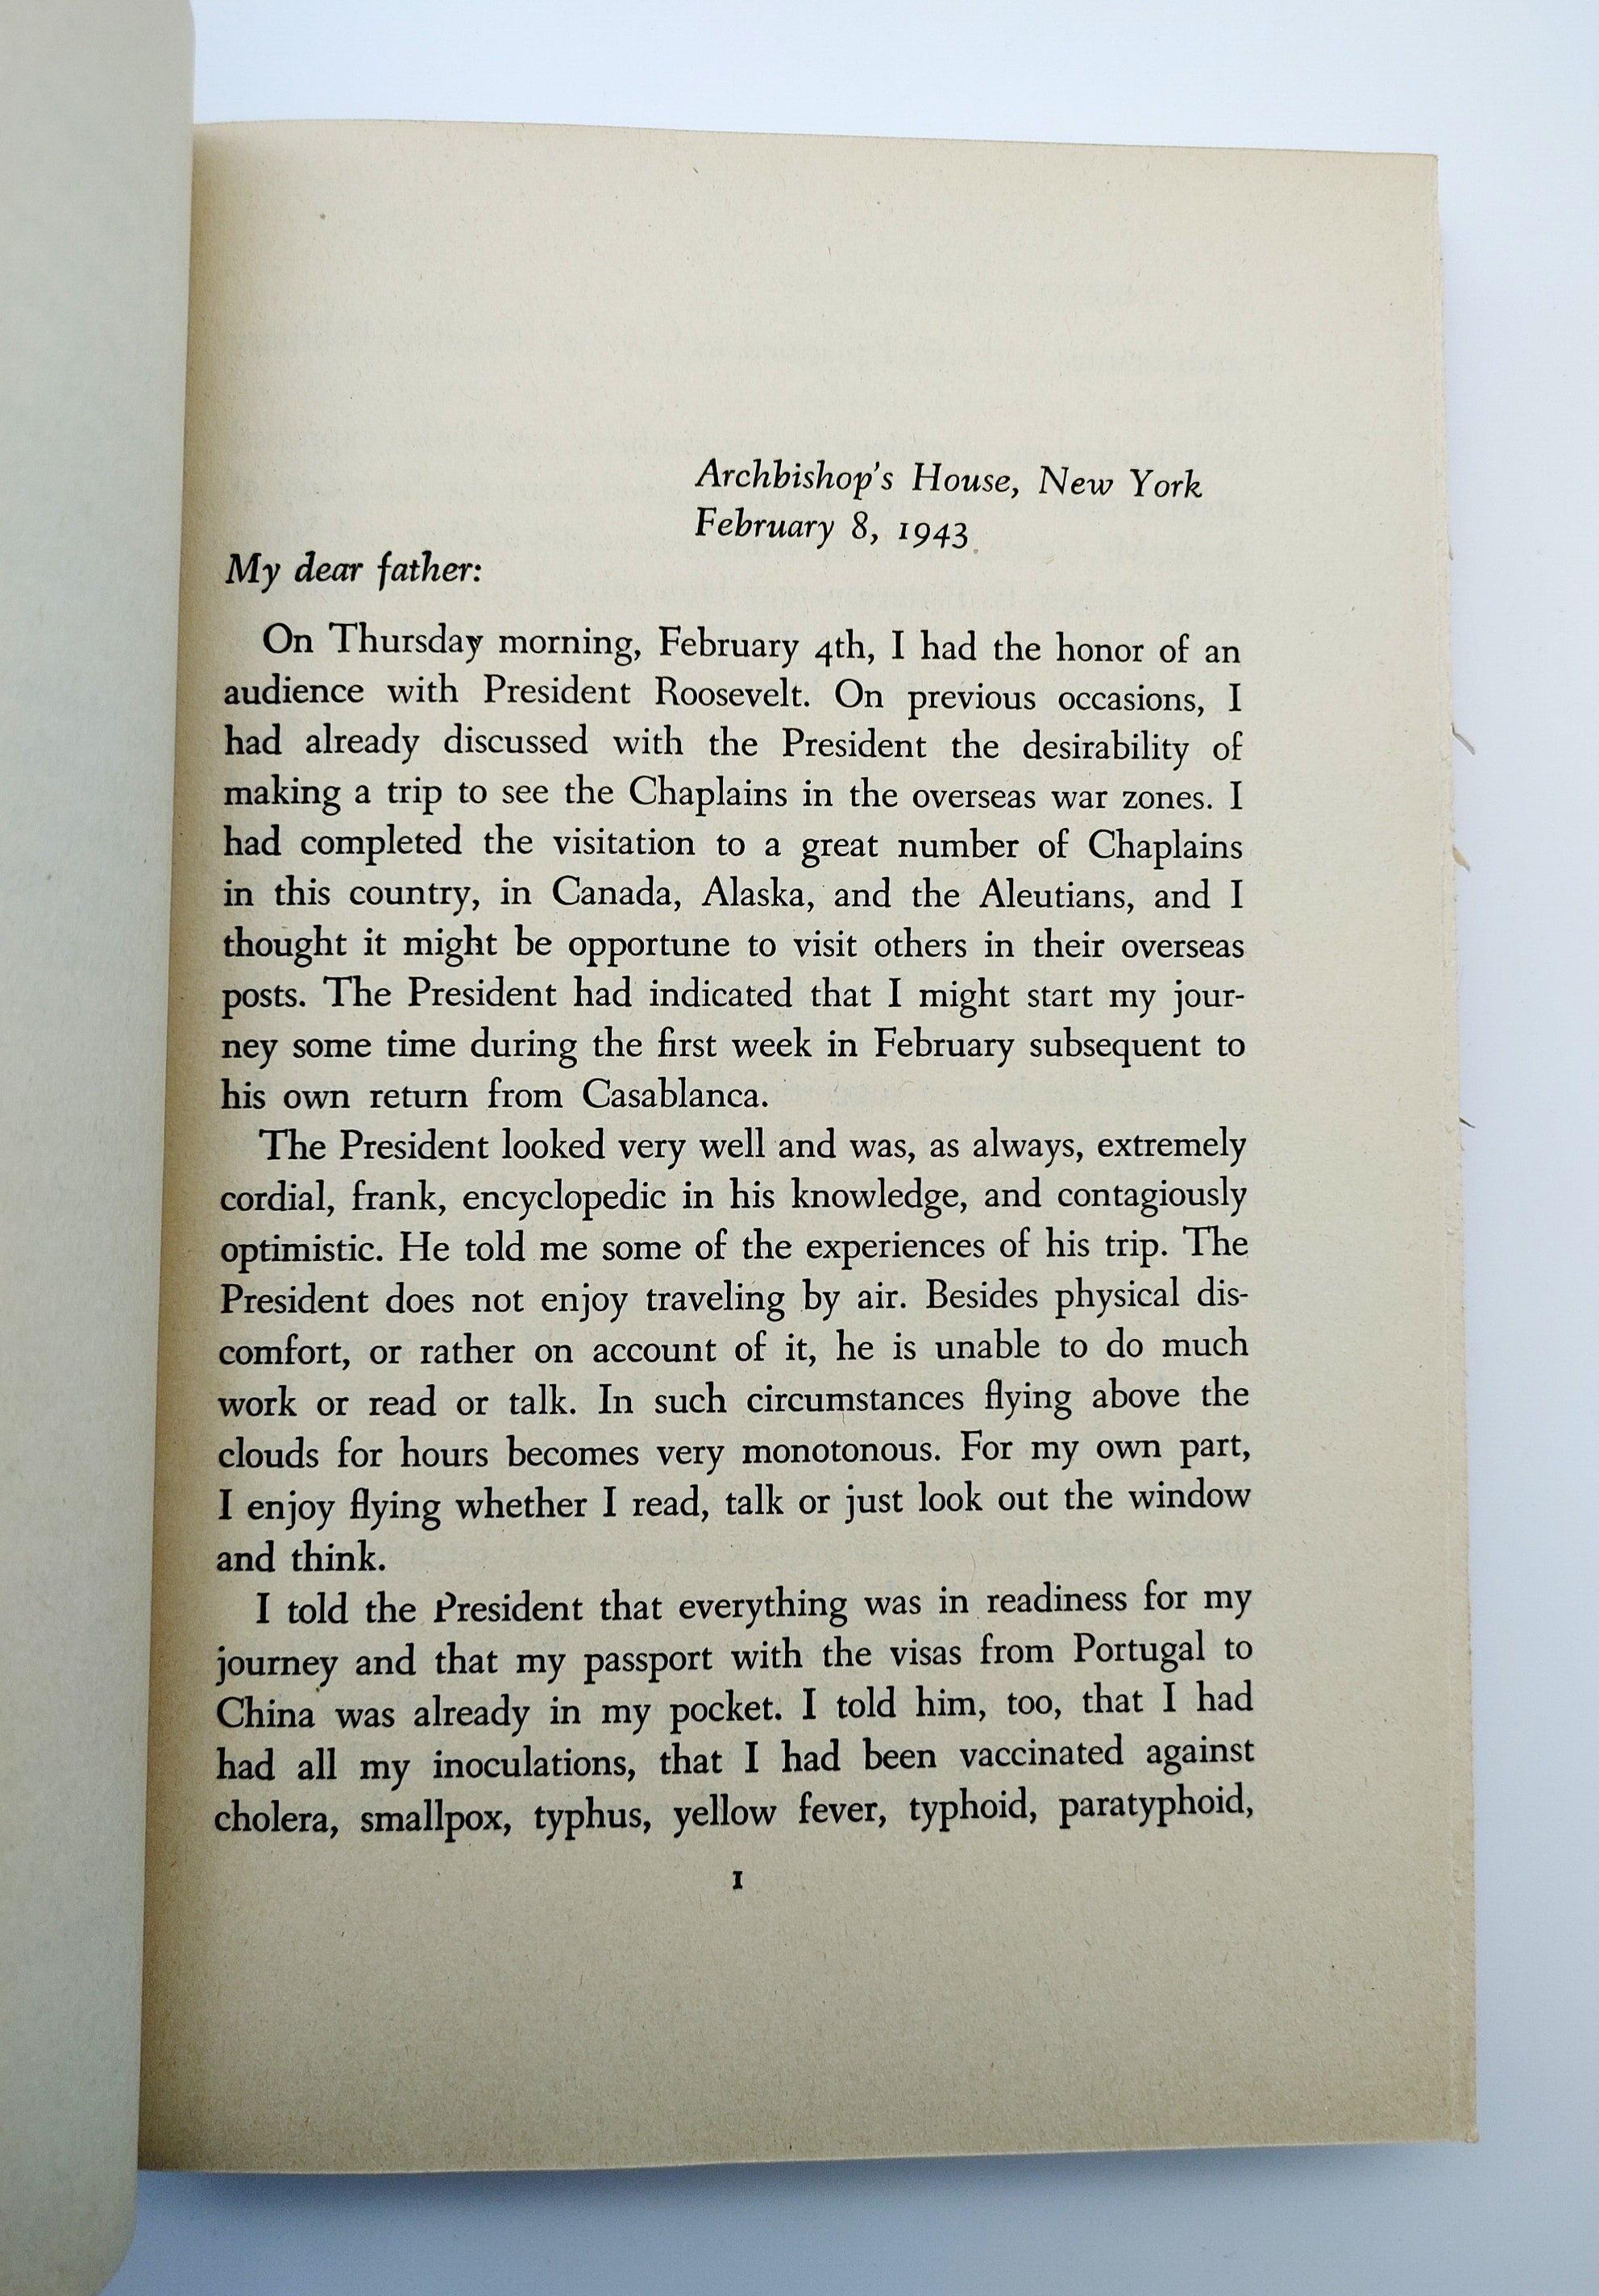 Archbishop's House, New York
February 8, 1943
My dear father:
On Thursday morning, February 4th, I had the honor of an
audience with President Roosevelt. On previous occasions, I
had already discussed with the President the desirability of
making a trip to see the Chaplains in the overseas war zones. I
had completed the visitation to a great number of Chaplains
in this country, in Canada, Alaska, and the Aleutians, and I
thought it might be opportune to visit others in their overseas
posts. The President had indicated that I might start my jour-
ney some time during the first week in February subsequent to
his own return from Casablanca.
The President looked very well and was, as always, extremely
cordial, frank, encyclopedic in his knowledge, and contagiously
optimistic. He told me some of the experiences of his trip. The
President does not enjoy traveling by air. Besides physical dis-
comfort, or rather on account of it, he is unable to do much
work or read or talk. In such circumstances flying above the
clouds for hours becomes very monotonous. For my own part,
I enjoy flying whether I read, talk or just look out the window
and think.
I told the President that everything was in readiness for my
journey and that my passport with the visas from Portugal to
China was already in my pocket. I told him, too, that I had
had all my inoculations, that I had been vaccinated against
cholera, smallpox, typhus, yellow fever, typhoid, paratyphoid,
1